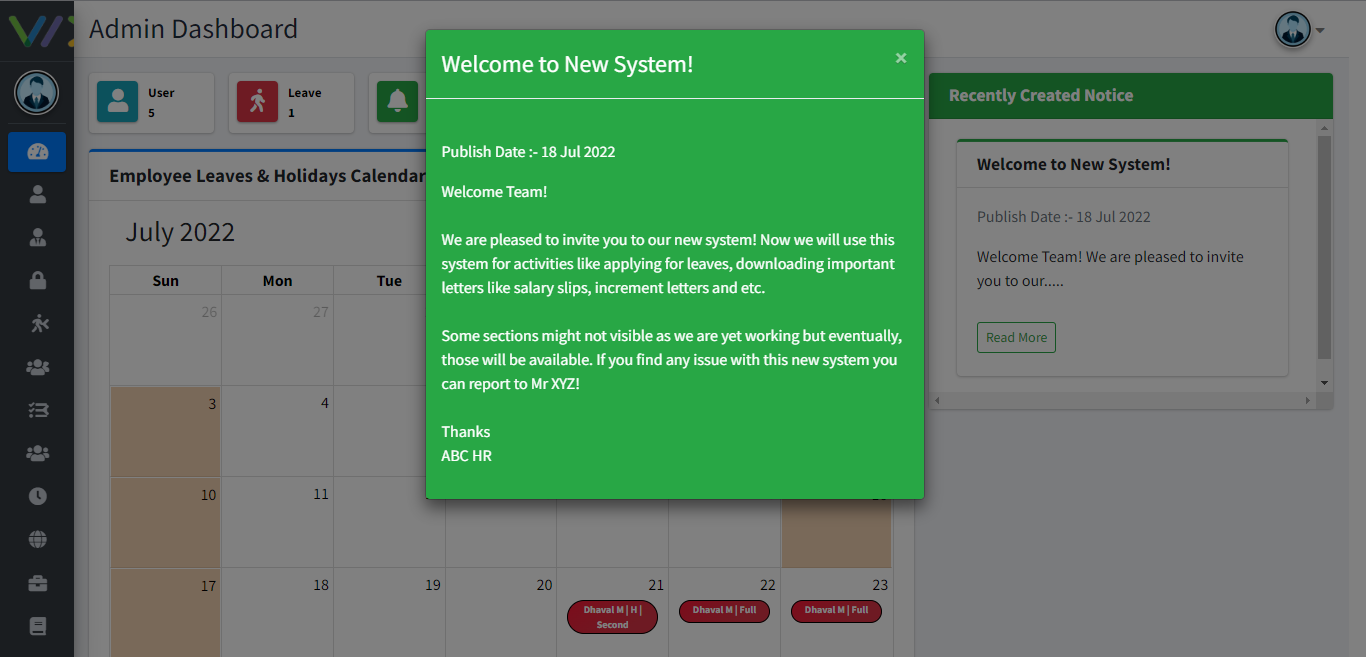 Admin Dashboard
User
5
Leave
1
Employee Leaves & Holidays Calendar
July 2022
Sun Mon Tue
26 27
3 4
10 11
17 18 19 20 21 22 23
Dhaval M | H |
Second
Dhaval M | Full
Dhaval M | Full
Welcome to New System!
×
Publish Date :- 18 Jul 2022
Welcome Team!
We are pleased to invite you to our new system! Now we will use this
system for activities like applying for leaves, downloading important
letters like salary slips, increment letters and etc.
Some sections might not visible as we are yet working but eventually,
those will be available. If you find any issue with this new system you
can report to Mr XYZ!
Thanks
ABC HR
Recently Created Notice
Welcome to New System!
Publish Date :- 18 Jul 2022
Welcome Team! We are pleased to invite
you to our.....
Read More